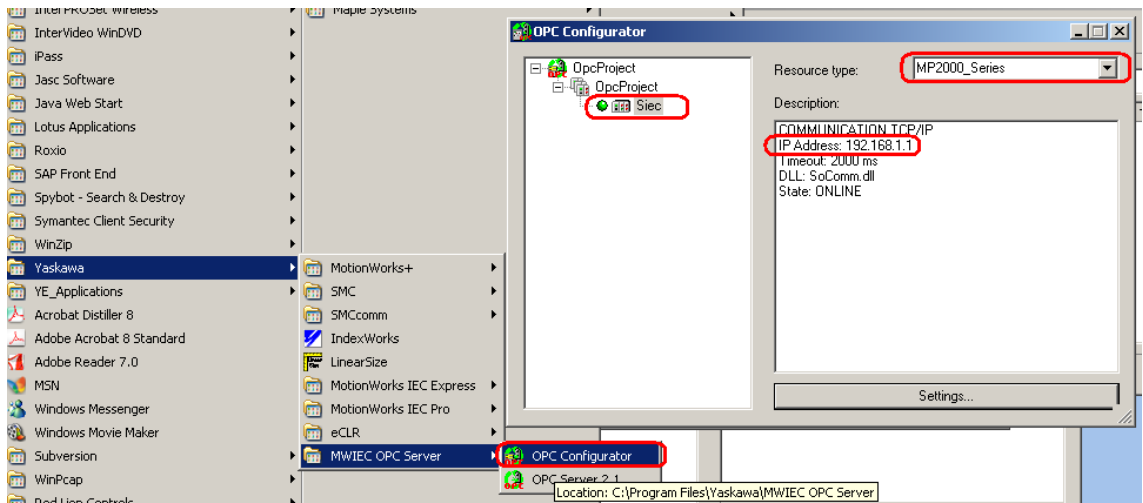 InterPROSet Wireless
InterVideo WinDVD
iPass
Jasc Software
Java Web Start
Lotus Applications
Roxio
SAP Front End
Spybot - Search & Destroy
Symantec Client Security
WinZip
Yaskawa
YE_Applications
Acrobat Distiller 8
Adobe Acrobat 8 Standard
Adobe Reader 7.0
MSN
Windows Messenger
Windows Movie Maker
Subversion
WinPcap
Red Lion Controls
Maple Systems
MotionWorks+
SMC
SMCcomm
IndexWorks
LinearSize
MotionWorks IEC Express
MotionWorks IEC Pro
eCLR
MWIEC OPC Server
OPC Configurator
OPC Server 2.1
Location: C:\Program Files\Yaskawa\MWIEC OPC Server
OPC Configurator
OpcProject
OpcProject
Siec
Resource type:
MP2000_Series
Description:
COMMUNICATION TCP/IP
IP Address: 192.168.1.1
Timeout: 2000 ms
DLL: SoComm.dll
State: ONLINE
Settings...